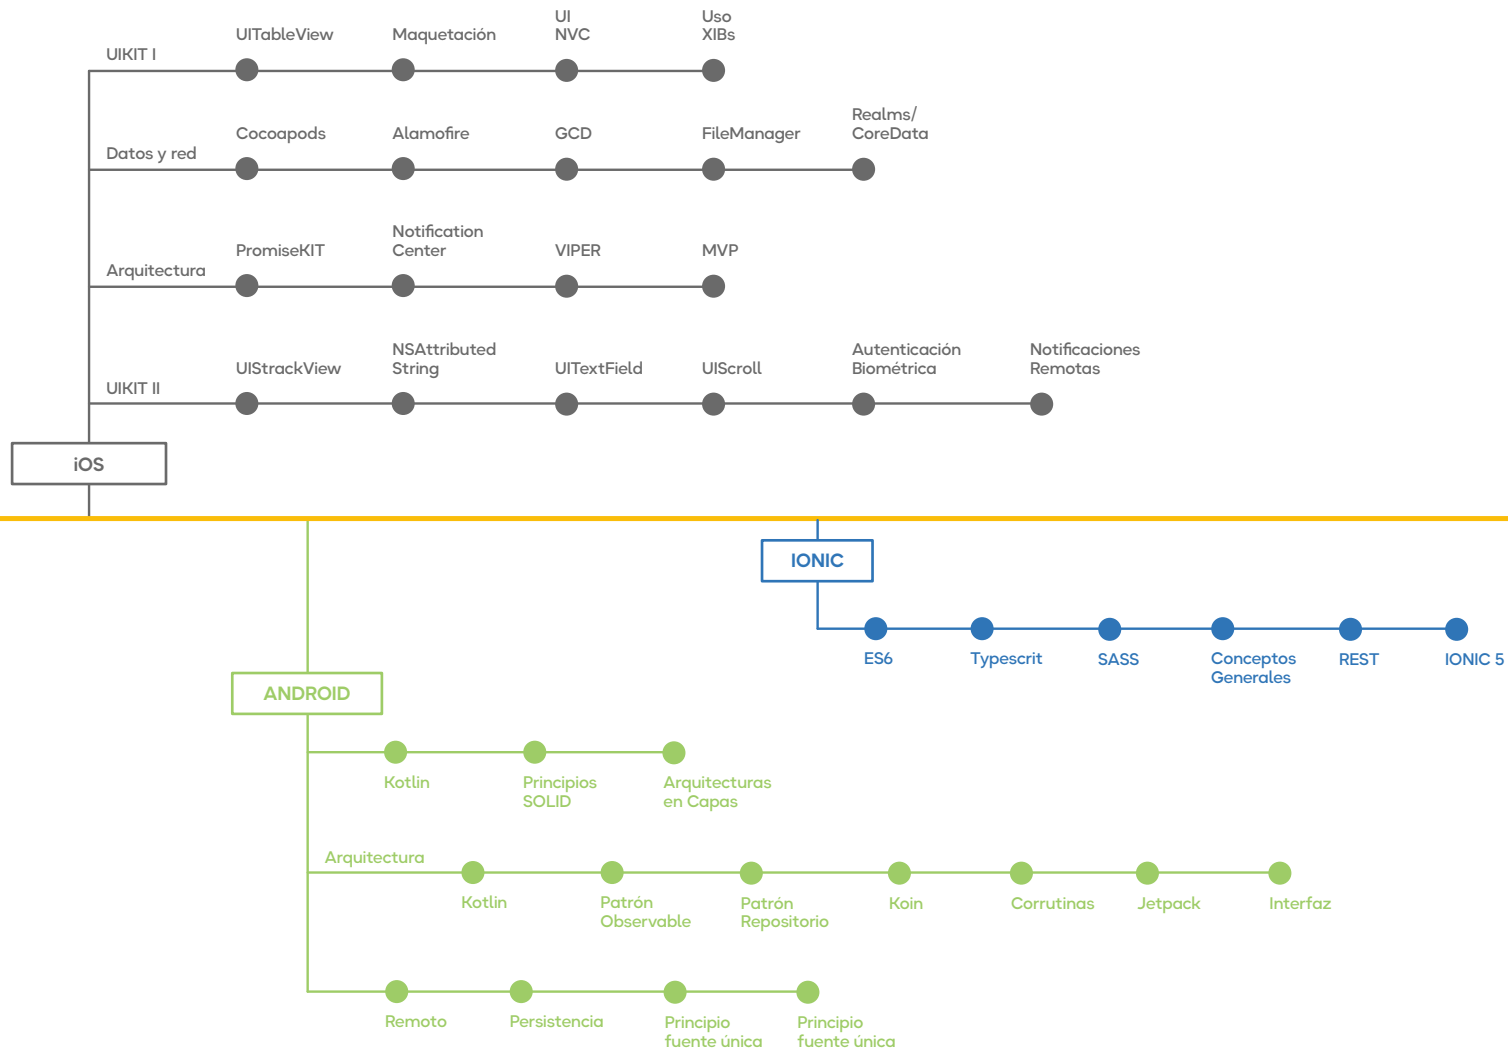 UIKIT I
UITableView
Maquetación
UI
NVC
Uso
XIBs
Datos y red
Cocoapods
Alamofire
GCD
FileManager
Realms/
CoreData
Arquitectura
PromiseKIT
Notification
Center
VIPER
MVP
UIKIT II
UIStrackView
NSAttributed
String
UITextField
UIScroll
Autenticación
Biométrica
Notificaciones
Remotas
iOS
IONIC
ES6
Typescrit
SASS
Conceptos
Generales
REST
IONIC 5
ANDROID
Kotlin
Principios
SOLID
Arquitecturas
en Capas
Arquitectura
Kotlin
Patrón
Observable
Patrón
Repositorio
Koin
Corrutinas
Jetpack
Interfaz
Remoto
Persistencia
Principio
fuente única
Principio
fuente única